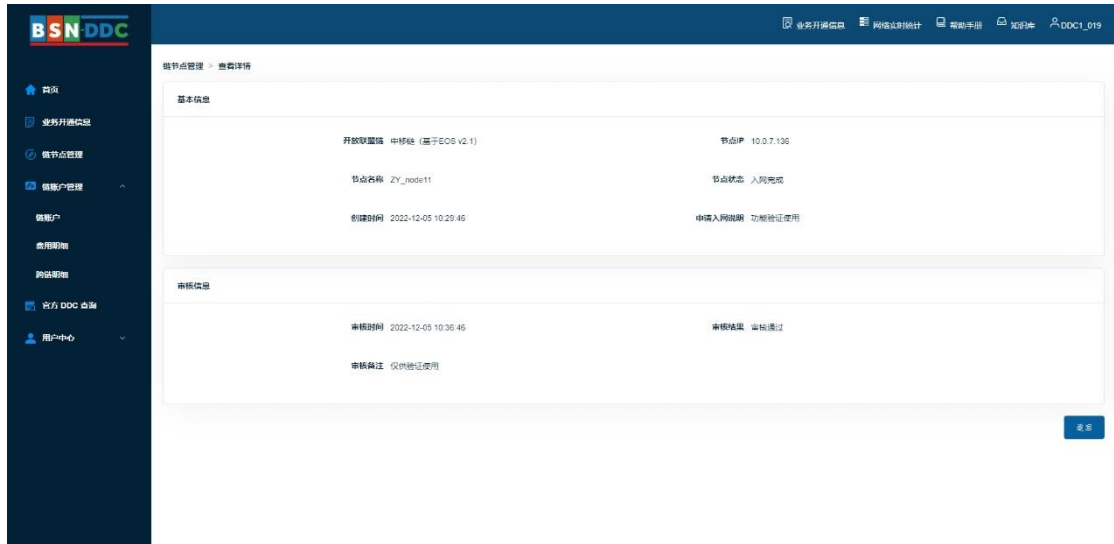 BSN-DDC
业务开通信息 网络实时统计 帮助手册 知识库 DDC1_019
链节点管理 > 查看详情
首页
业务开通信息
链节点管理
链账户管理
链账户
费用明细
跨链明细
官方 DDC 查询
用户中心
基本信息
开放联盟链 中移链（基于EOS v2.1） 节点IP 10.0.7.136
节点名称 ZY_node11 节点状态 入网完成
创建时间 2022-12-05 10:29:46 申请入网说明 功能验证使用
审核信息
审核时间 2022-12-05 10:36:46 审核结果 审核通过
审核备注 仅供验证使用
返回